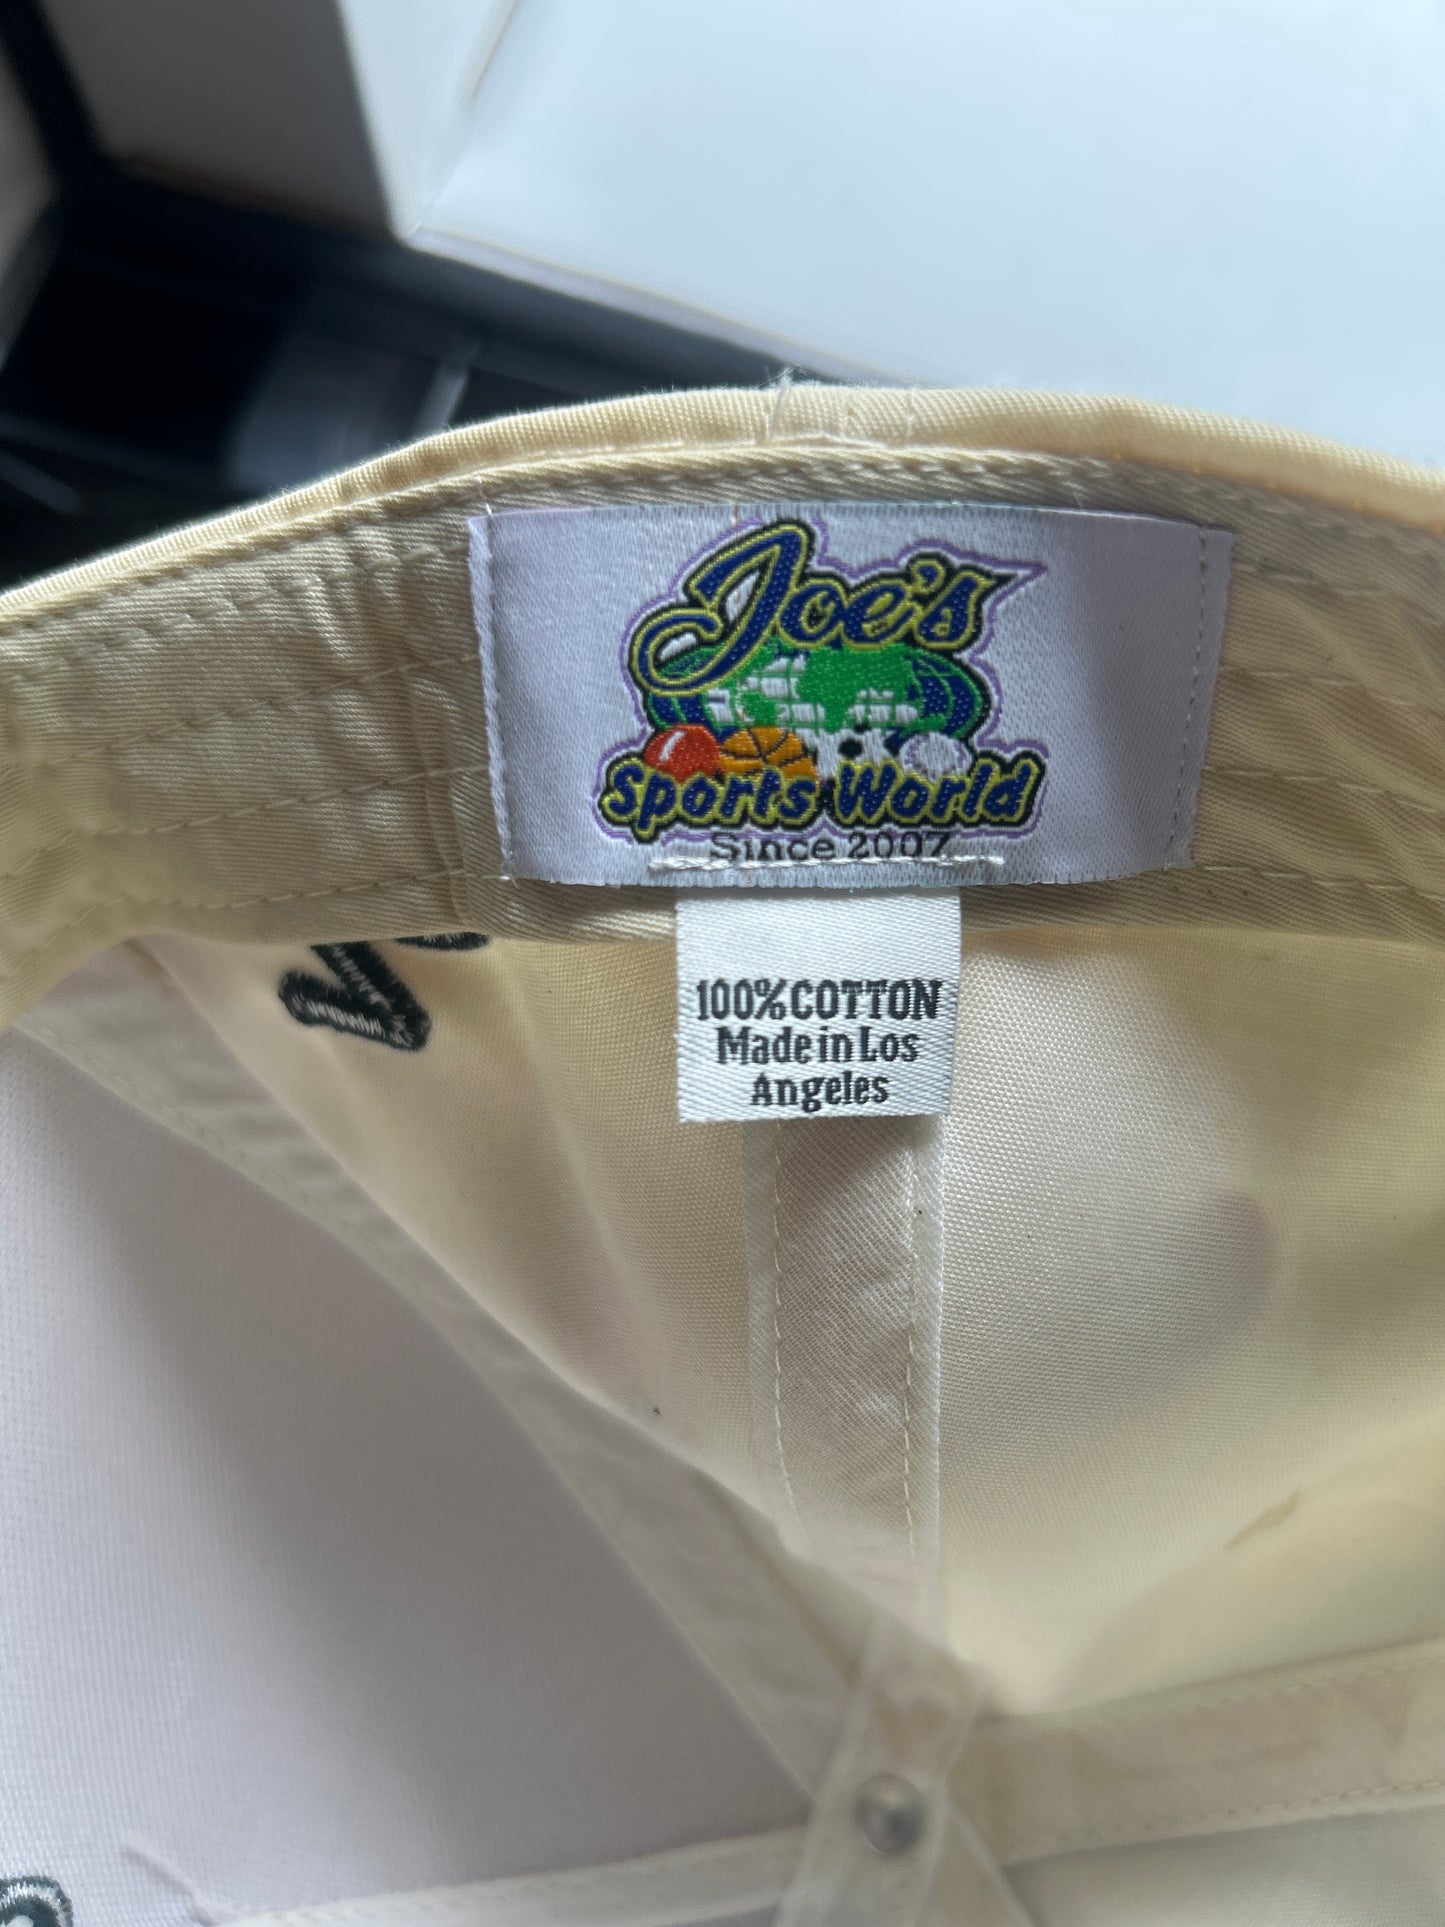 Joe's
Sports World
Since 2007
100%COTTON
Made in Los
Angeles